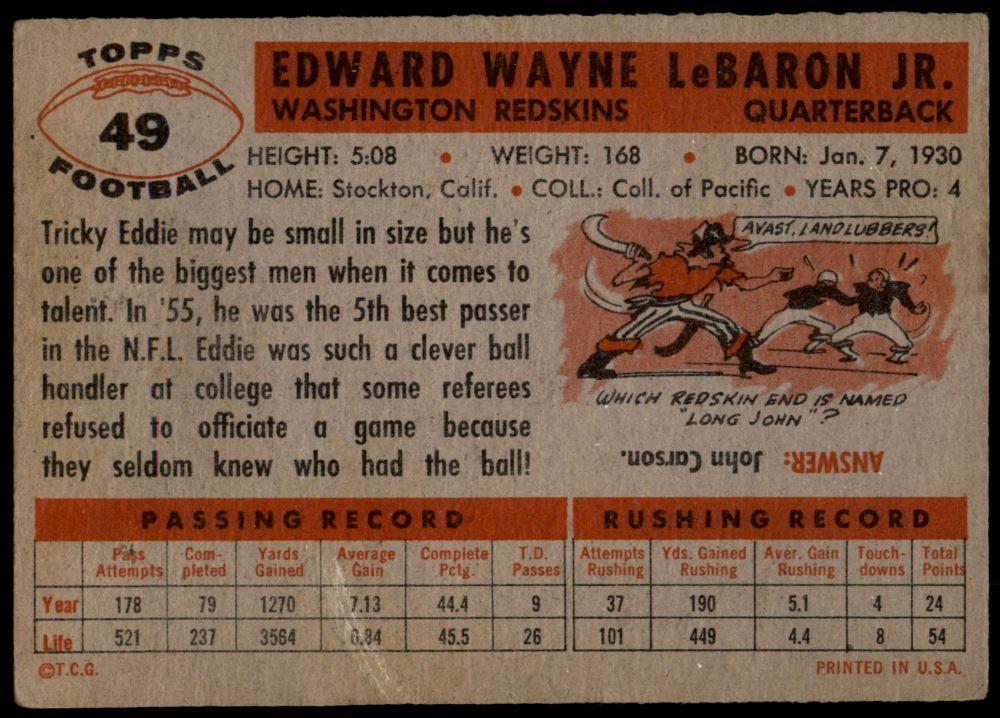 TOPPS
49
FOOTBALL
EDWARD WAYNE LeBARON JR.
WASHINGTON REDSKINS QUARTERBACK
HEIGHT: 5:08 • WEIGHT: 168 • BORN: Jan. 7, 1930
HOME: Stockton, Calif. • COLL.: Coll. of Pacific • YEARS PRO: 4
Tricky Eddie may be small in size but he's
one of the biggest men when it comes to
talent. In '55, he was the 5th best passer
in the N.F.L. Eddie was such a clever ball
handler at college that some referees
refused to officiate a game because
they seldom knew who had the ball!
AVAST, LANDLUBBERS!
WHICH REDSKIN END IS NAMED
"LONG JOHN"?
ANSWER: John Carson.
PASSING RECORD
Pass Attempts Com-pleted Yards Gained Average Gain Complete Pctg. T.D. Passes
Year 178 79 1270 7.13 44.4 9
Life 521 237 3564 6.84 45.5 26
RUSHING RECORD
Attempts Rushing Yds. Gained Rushing Aver. Gain Rushing Touch-downs Total Points
37 190 5.1 4 24
101 449 4.4 8 54
©T.C.G. PRINTED IN U.S.A.